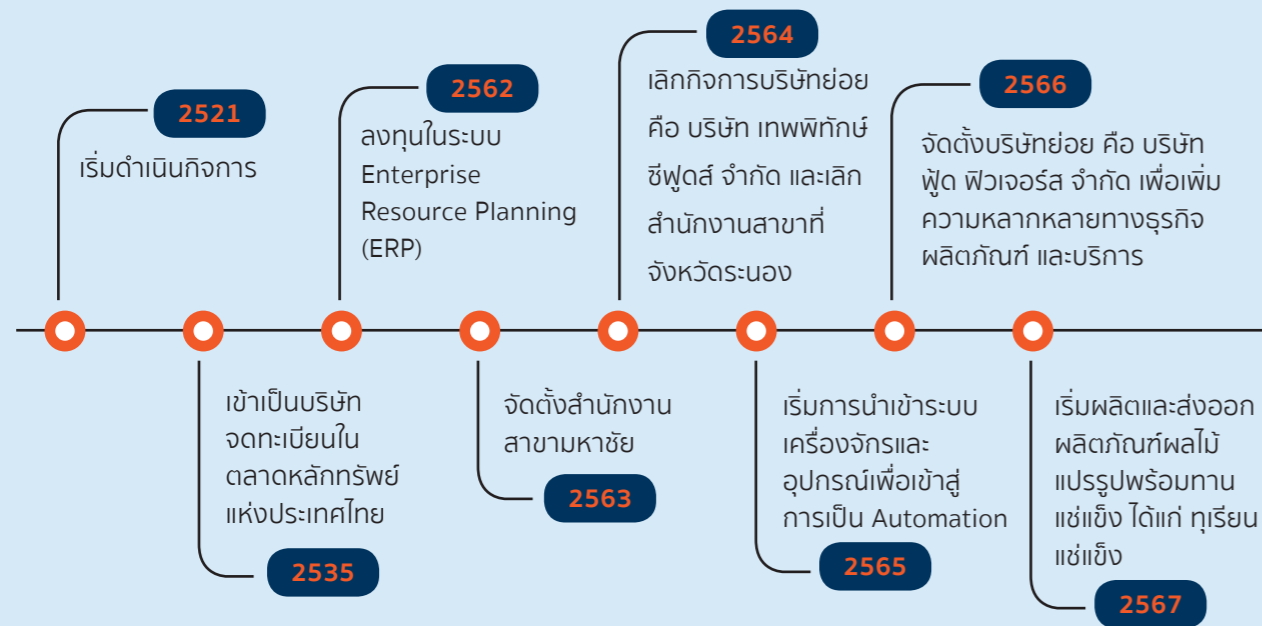 2521
เริ่มดำเนินกิจการ
เข้าเป็นบริษัท
จดทะเบียนใน
ตลาดหลักทรัพย์
แห่งประเทศไทย
2535
2562
ลงทุนในระบบ
Enterprise
Resource Planning
(ERP)
จัดตั้งสำนักงาน
สาขามหาชัย
2563
2564
เลิกกิจการบริษัทย่อย
คือ บริษัท เทพพิทักษ์
ซีฟูดส์ จำกัด และเลิก
สำนักงานสาขาที่
จังหวัดระนอง
เริ่มการนำเข้าระบบ
เครื่องจักรและ
อุปกรณ์เพื่อเข้าสู่
การเป็น Automation
2565
2566
จัดตั้งบริษัทย่อย คือ บริษัท
ฟู้ด ฟิวเจอร์ส จำกัด เพื่อเพิ่ม
ความหลากหลายทางธุรกิจ
ผลิตภัณฑ์ และบริการ
เริ่มผลิตและส่งออก
ผลิตภัณฑ์ผลไม้
แปรรูปพร้อมทาน
แช่แข็ง ได้แก่ ทุเรียน
แช่แข็ง
2567